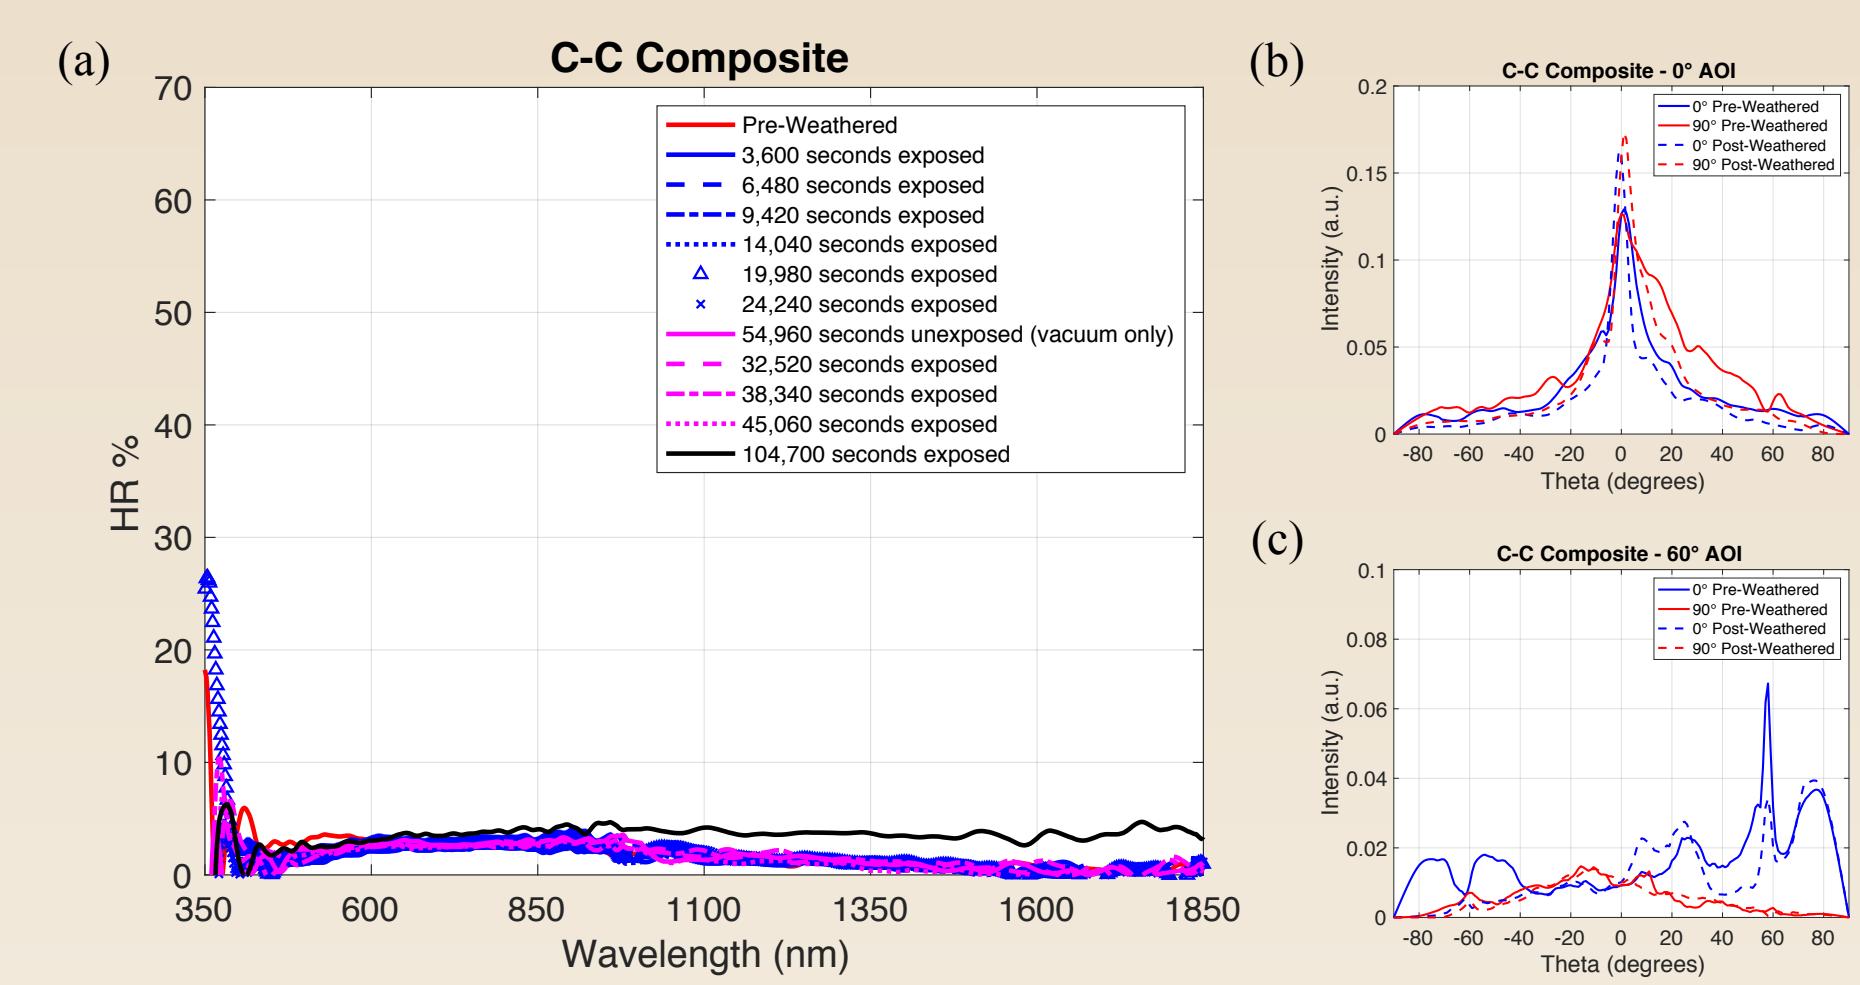 (a)
C-C Composite
70
60
50
40
30
20
10
0
HR %
Pre-Weathered
3,600 seconds exposed
6,480 seconds exposed
9,420 seconds exposed
14,040 seconds exposed
19,980 seconds exposed
24,240 seconds exposed
54,960 seconds unexposed (vacuum only)
32,520 seconds exposed
38,340 seconds exposed
45,060 seconds exposed
104,700 seconds exposed
350 600 850 1100 1350 1600 1850
Wavelength (nm)
(b)
C-C Composite - 0° AOI
0.2
0.15
0.1
0.05
0
Intensity (a.u.)
0° Pre-Weathered
90° Pre-Weathered
0° Post-Weathered
90° Post-Weathered
-80 -60 -40 -20 0 20 40 60 80
Theta (degrees)
(c)
C-C Composite - 60° AOI
0.1
0.08
0.06
0.04
0.02
0
Intensity (a.u.)
0° Pre-Weathered
90° Pre-Weathered
0° Post-Weathered
90° Post-Weathered
-80 -60 -40 -20 0 20 40 60 80
Theta (degrees)